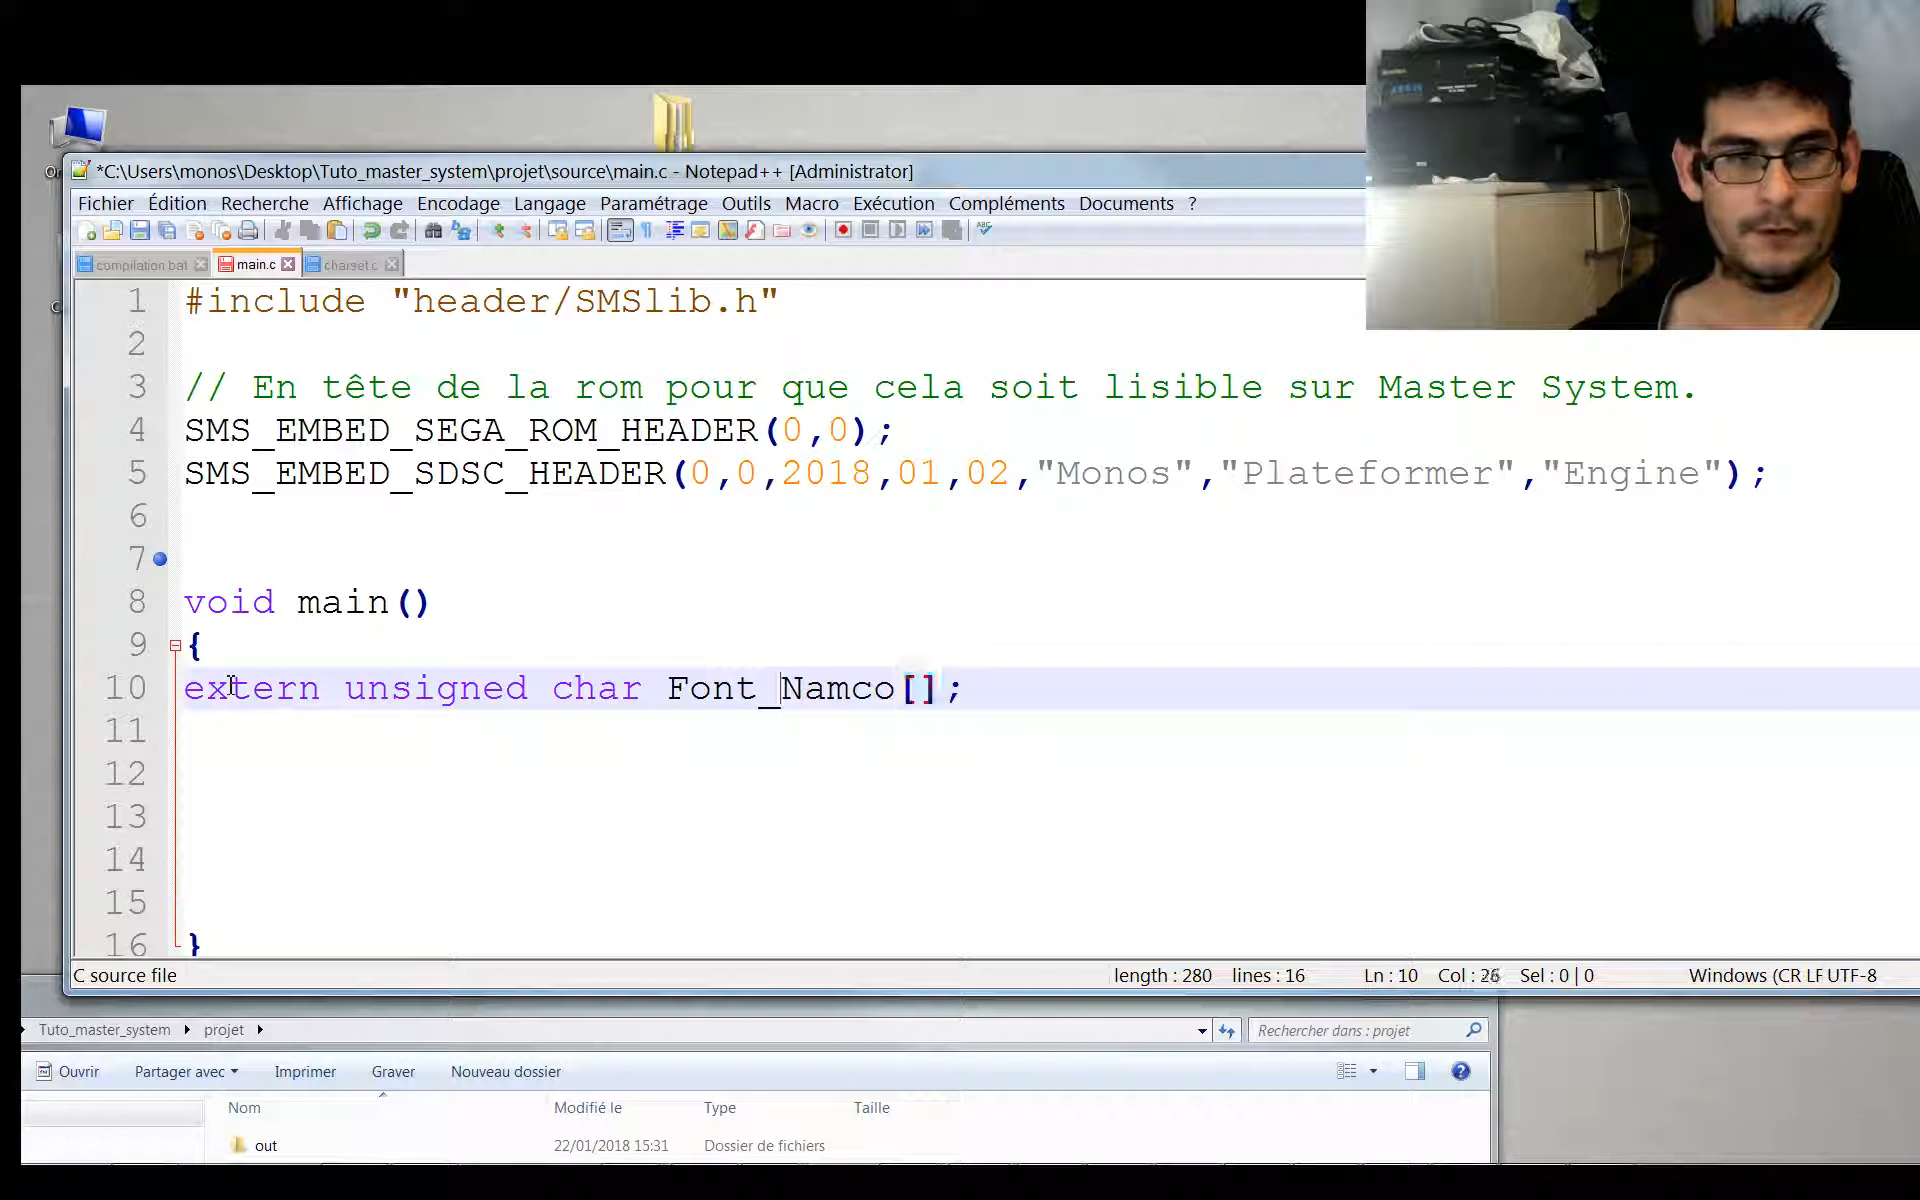 *C:\Users\monos\Desktop\Tuto_master_system\projet\source\main.c - Notepad++ [Administrator]
Fichier Édition Recherche Affichage Encodage Langage Paramétrage Outils Macro Exécution Compléments Documents ?
compilation.bat main.c charset.c
1 #include "header/SMSlib.h"
2
3 // En tête de la rom pour que cela soit lisible sur Master System.
4 SMS_EMBED_SEGA_ROM_HEADER(0,0);
5 SMS_EMBED_SDSC_HEADER(0,0,2018,01,02,"Monos","Plateformer","Engine");
6
7
8 void main()
9 {
10 extern unsigned char Font_Namco[];
11
12
13
14
15
16 }
C source file length : 280 lines : 16 Ln : 10 Col : 26 Sel : 0 | 0 Windows (CR LF UTF-8
Tuto_master_system projet Rechercher dans : projet
Ouvrir Partager avec Imprimer Graver Nouveau dossier
Nom Modifié le Type Taille
out 22/01/2018 15:31 Dossier de fichiers